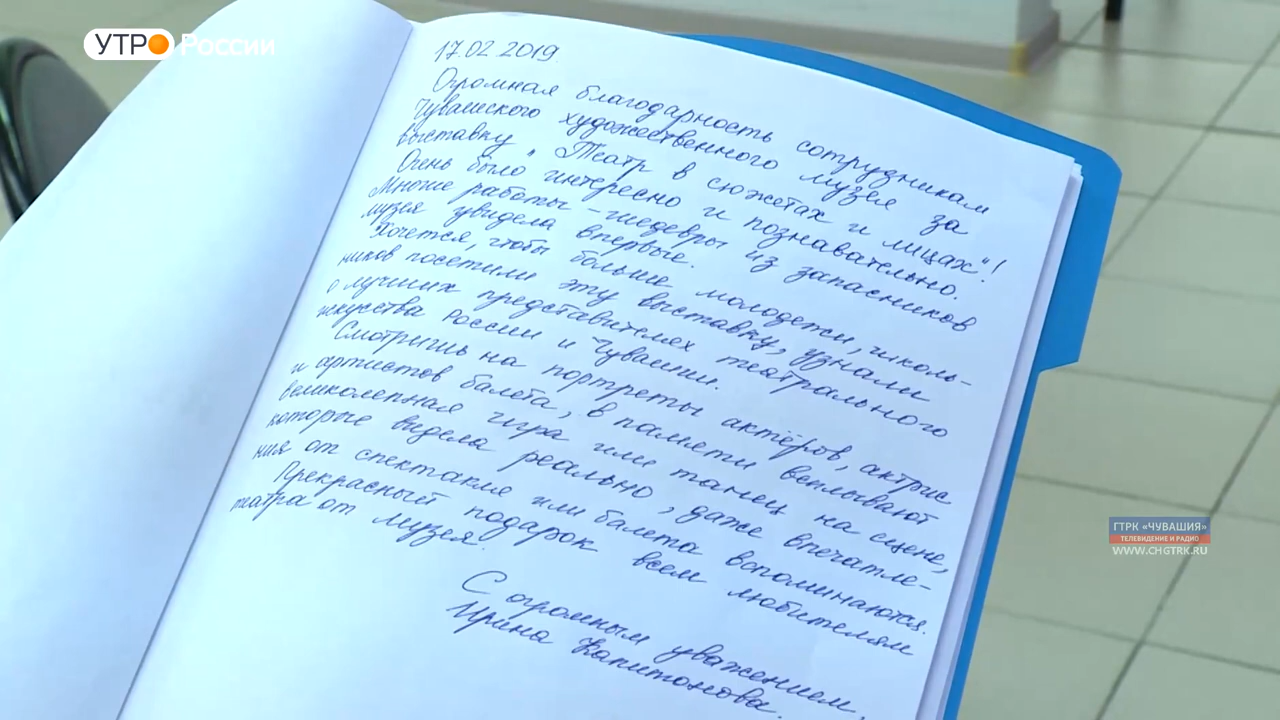 УТРО России
17.02.2019
Огромная благодарность сотрудникам
Чувашского художественного музея за
выставку "Театр в сюжетах и лицах"!
Очень было интересно и познавательно.
Многие работы - шедевры из запасников
музея увидела впервые.
Хочется, чтобы больше молодежи, школь-
ников посетили эту выставку, узнали
о лучших представителях театрального
искусства России и Чувашии.
Смотришь на портреты актёров, актрис
и артистов балета, в памяти всплывают
великолепная игра или танец на сцене,
которые видела реально, даже впечатле-
ния от спектакля или балета вспоминаются.
Прекрасный подарок всем любителям
театра от музея.
С огромным уважением,
Ирина Капитонова.
ГТРК «ЧУВАШИЯ»
ТЕЛЕВИДЕНИЕ И РАДИО
WWW.CHGTRK.RU